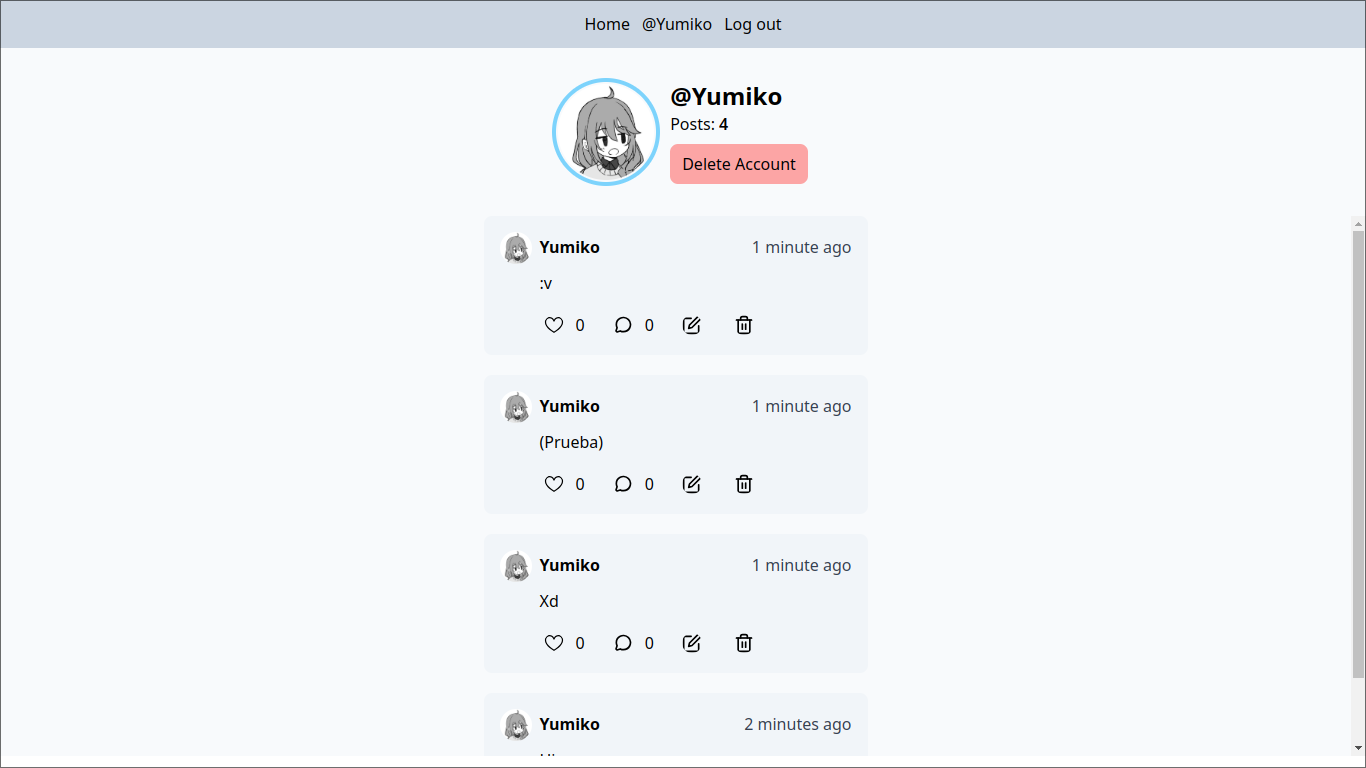 Home @Yumiko Log out
@Yumiko
Posts: 4
Delete Account
Yumiko 1 minute ago
:v
0 0
Yumiko 1 minute ago
(Prueba)
0 0
Yumiko 1 minute ago
Xd
0 0
Yumiko 2 minutes ago